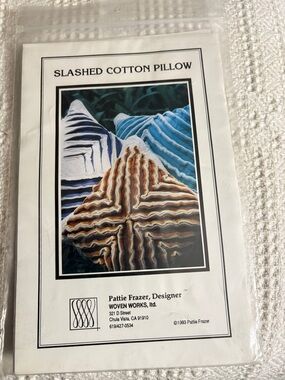 SLASHED COTTON PILLOW
Pattie Frazer, Designer
WOVEN WORKS, ltd.
321 D Street
Chula Vista, CA 91910
619/427-0534
©1993 Pattie Frazer